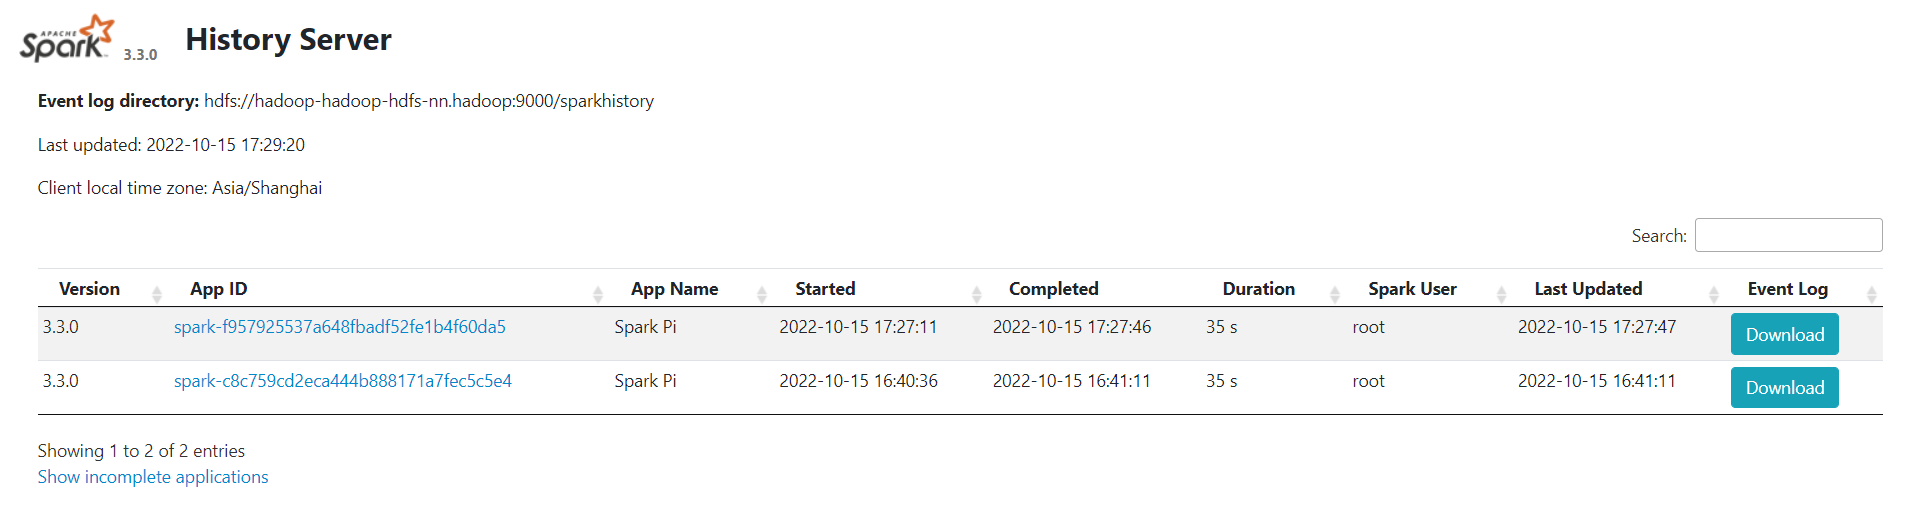 APACHE Spark 3.3.0 History Server
Event log directory: hdfs://hadoop-hadoop-hdfs-nn.hadoop:9000/sparkhistory
Last updated: 2022-10-15 17:29:20
Client local time zone: Asia/Shanghai
Search:
Version App ID App Name Started Completed Duration Spark User Last Updated Event Log
3.3.0 spark-f957925537a648fbadf52fe1b4f60da5 Spark Pi 2022-10-15 17:27:11 2022-10-15 17:27:46 35 s root 2022-10-15 17:27:47 Download
3.3.0 spark-c8c759cd2eca444b888171a7fec5c5e4 Spark Pi 2022-10-15 16:40:36 2022-10-15 16:41:11 35 s root 2022-10-15 16:41:11 Download
Showing 1 to 2 of 2 entries
Show incomplete applications